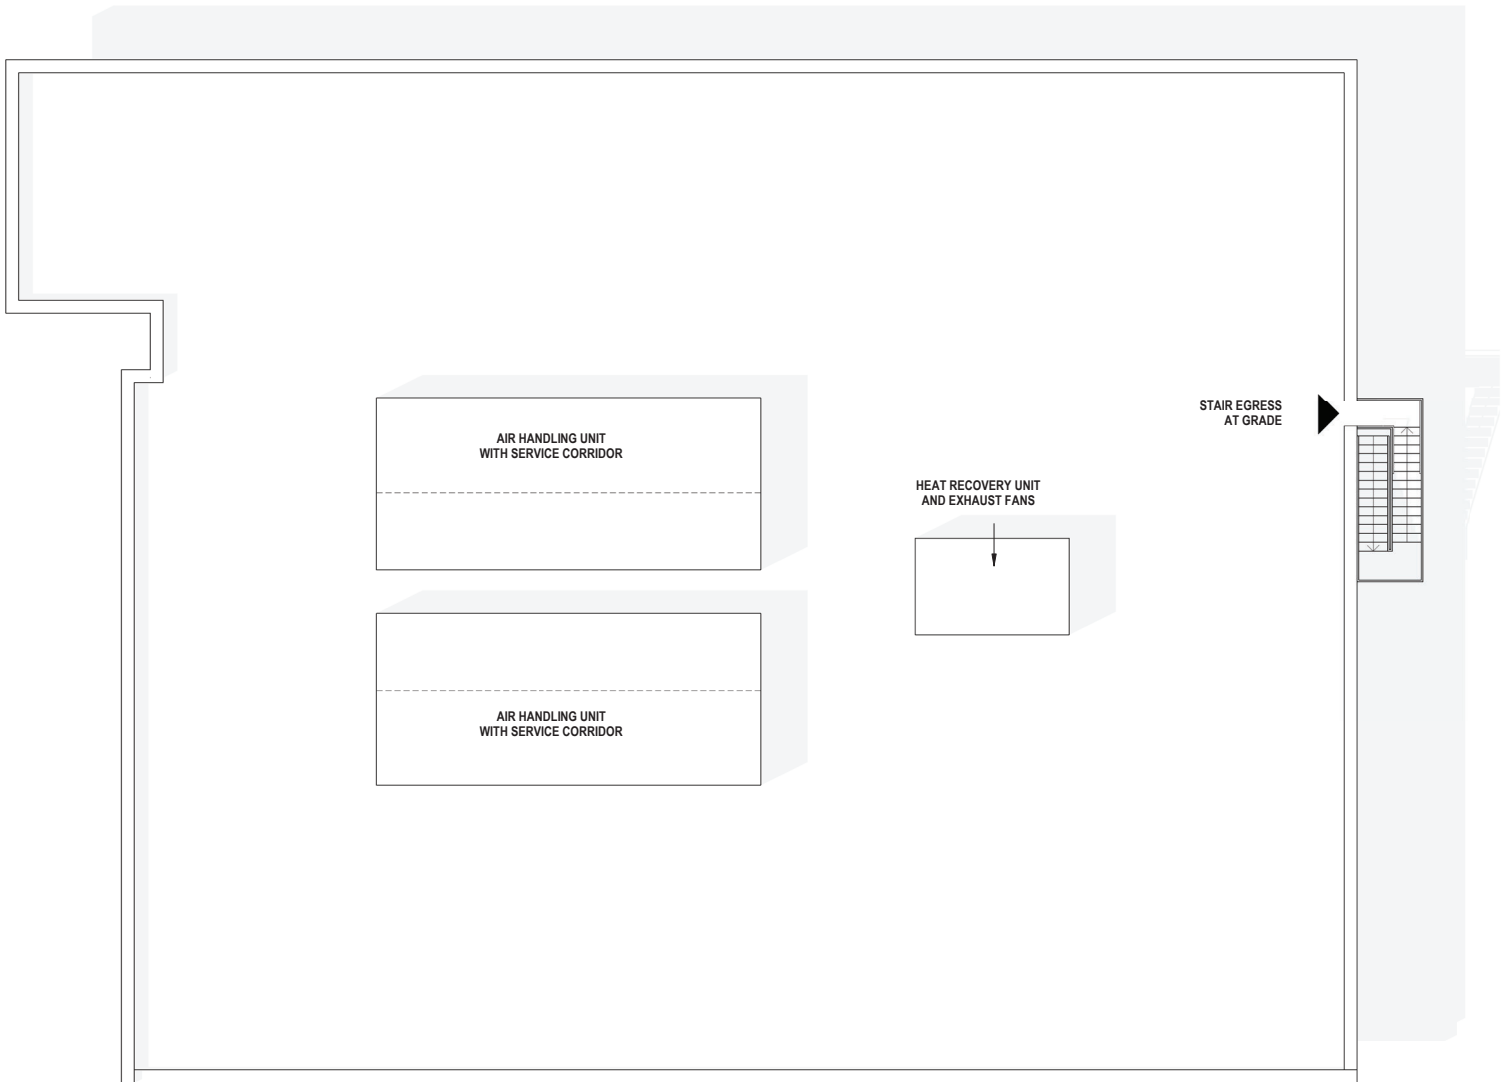 STAIR EGRESS
AT GRADE
AIR HANDLING UNIT
WITH SERVICE CORRIDOR
HEAT RECOVERY UNIT
AND EXHAUST FANS
AIR HANDLING UNIT
WITH SERVICE CORRIDOR